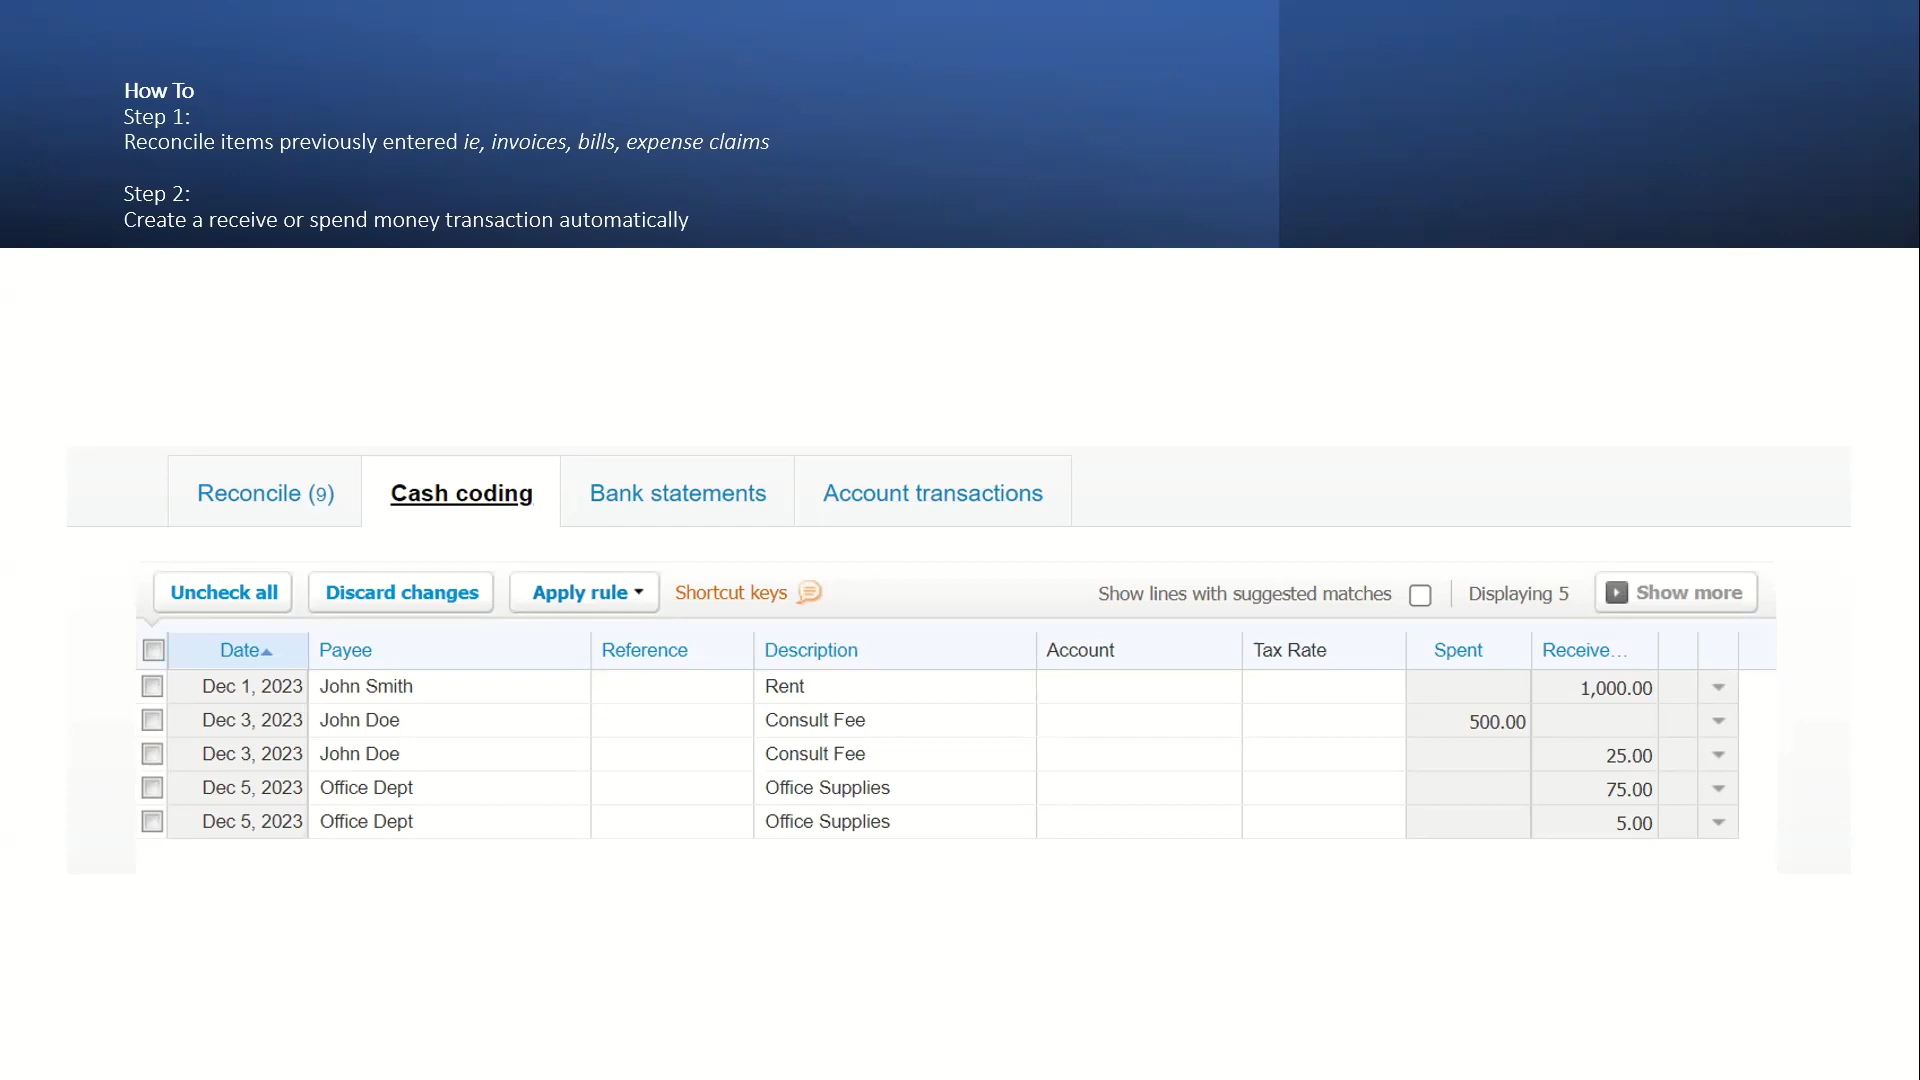 How To
Step 1:
Reconcile items previously entered ie, invoices, bills, expense claims
Step 2:
Create a receive or spend money transaction automatically
Reconcile (9) Cash coding Bank statements Account transactions
Uncheck all Discard changes Apply rule Shortcut keys Show lines with suggested matches Displaying 5 Show more
Date Payee Reference Description Account Tax Rate Spent Receive...
Dec 1, 2023 John Smith Rent 1,000.00
Dec 3, 2023 John Doe Consult Fee 500.00
Dec 3, 2023 John Doe Consult Fee 25.00
Dec 5, 2023 Office Dept Office Supplies 75.00
Dec 5, 2023 Office Dept Office Supplies 5.00